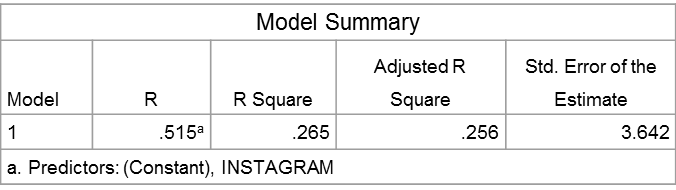 Model Summary
Model R R Square Adjusted R Square Std. Error of the Estimate
1 .515a .265 .256 3.642
a. Predictors: (Constant), INSTAGRAM